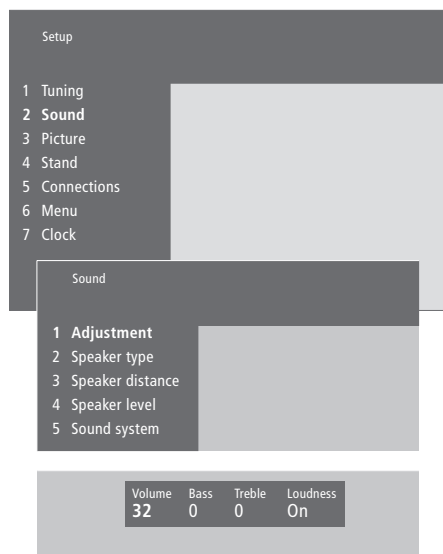 Setup
1 Tuning
2 Sound
3 Picture
4 Stand
5 Connections
6 Menu
7 Clock
Sound
1 Adjustment
2 Speaker type
3 Speaker distance
4 Speaker level
5 Sound system
Volume Bass Treble Loudness
32 0 0 On